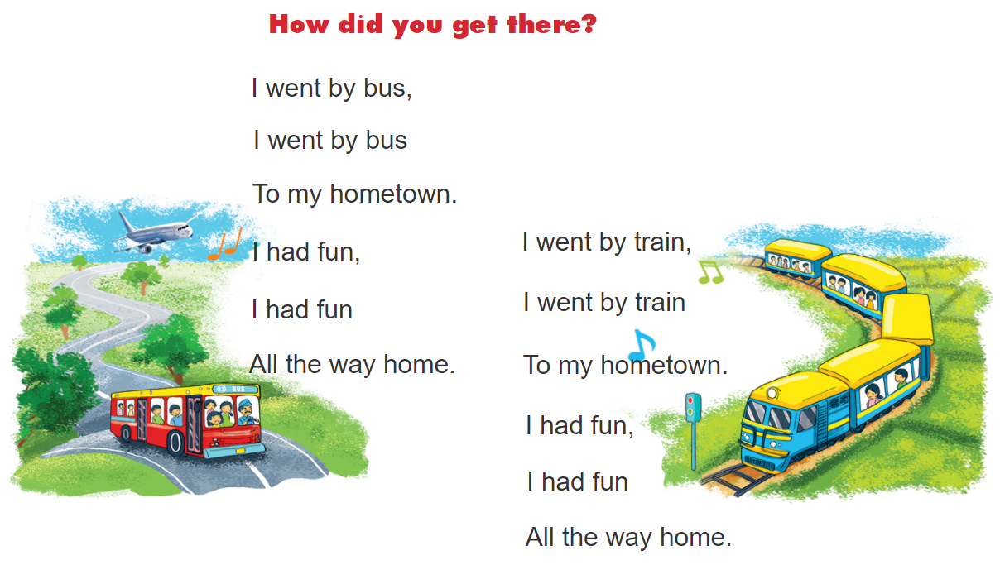 How did you get there?
I went by bus,
I went by bus
To my hometown.
I had fun,
I had fun
All the way home.
BUS
I went by train,
I went by train
To my hometown.
I had fun,
I had fun
All the way home.